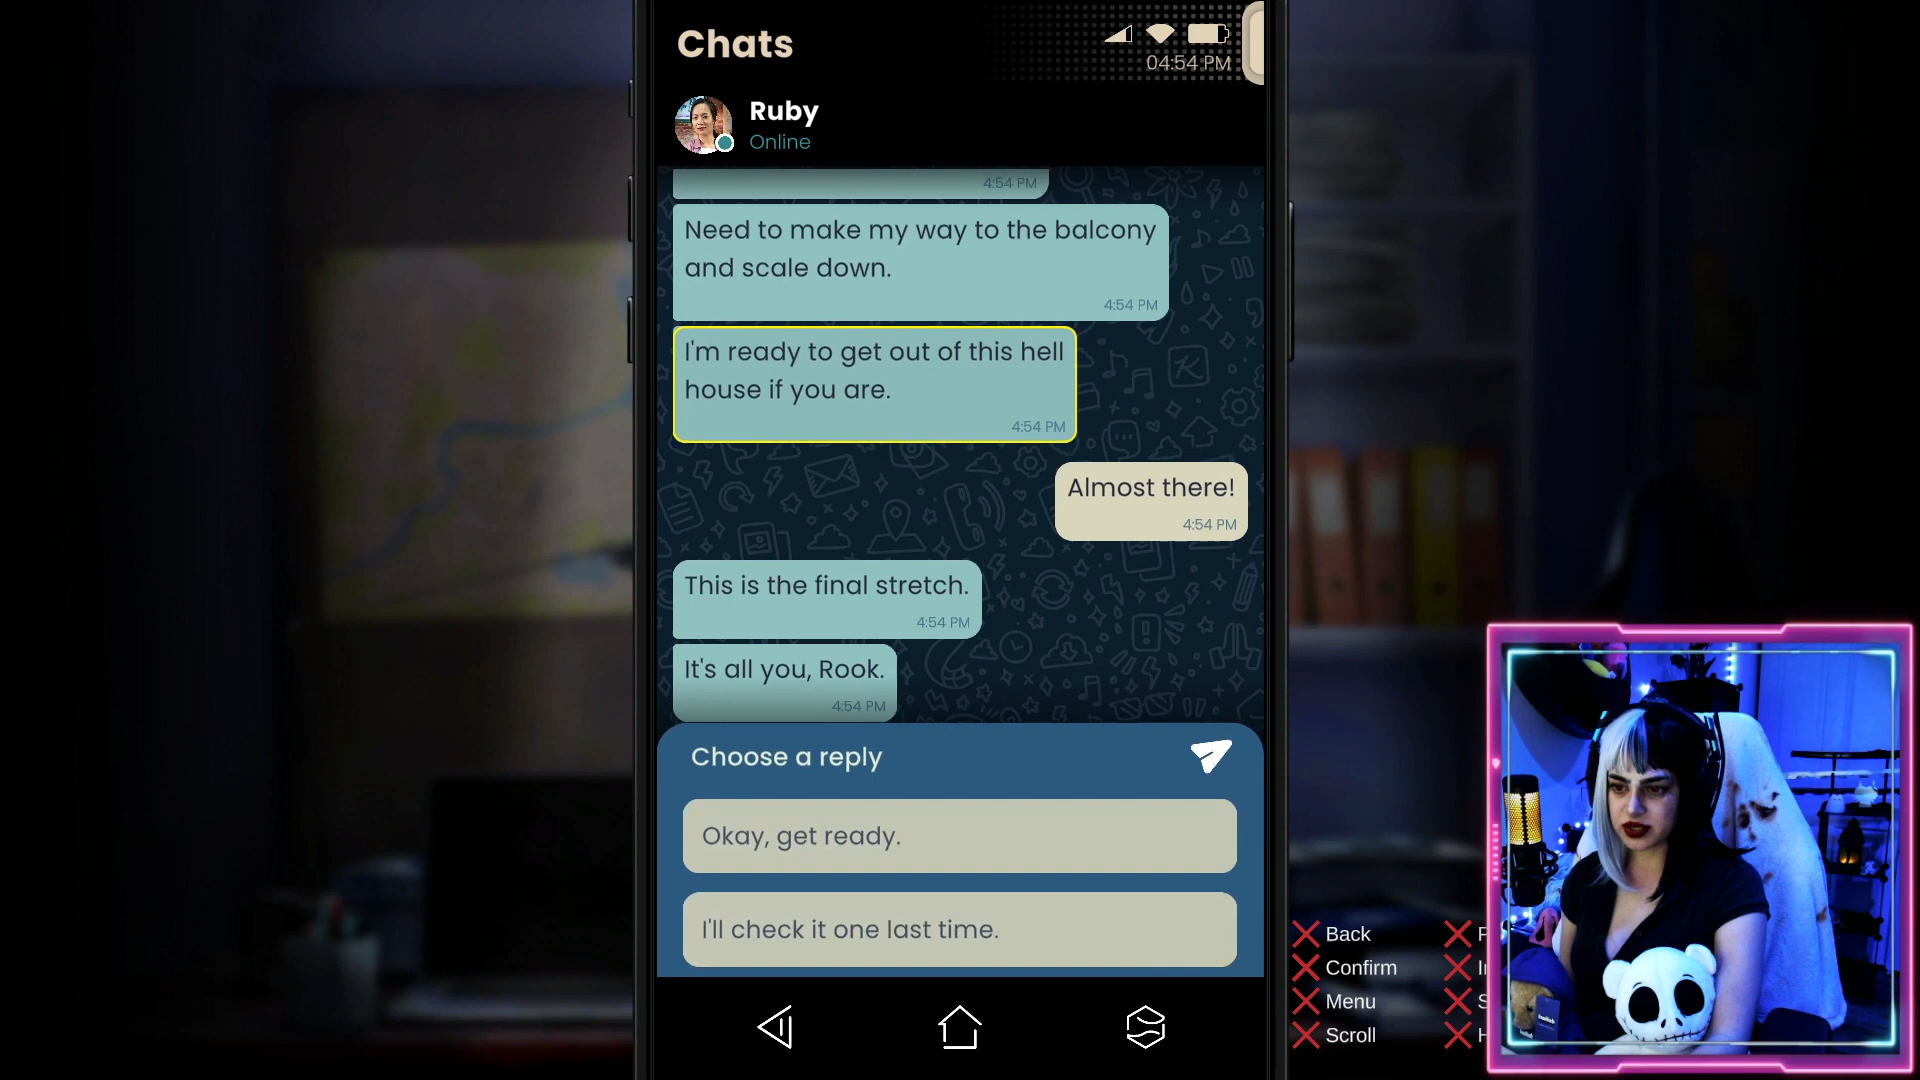 Chats
04:54 PM
Ruby
Online
4:54 PM
Need to make my way to the balcony
and scale down.
4:54 PM
I'm ready to get out of this hell
house if you are.
4:54 PM
Almost there!
4:54 PM
This is the final stretch.
4:54 PM
It's all you, Rook.
4:54 PM
Choose a reply
Okay, get ready.
I'll check it one last time.
Back
Confirm
Menu
Scroll